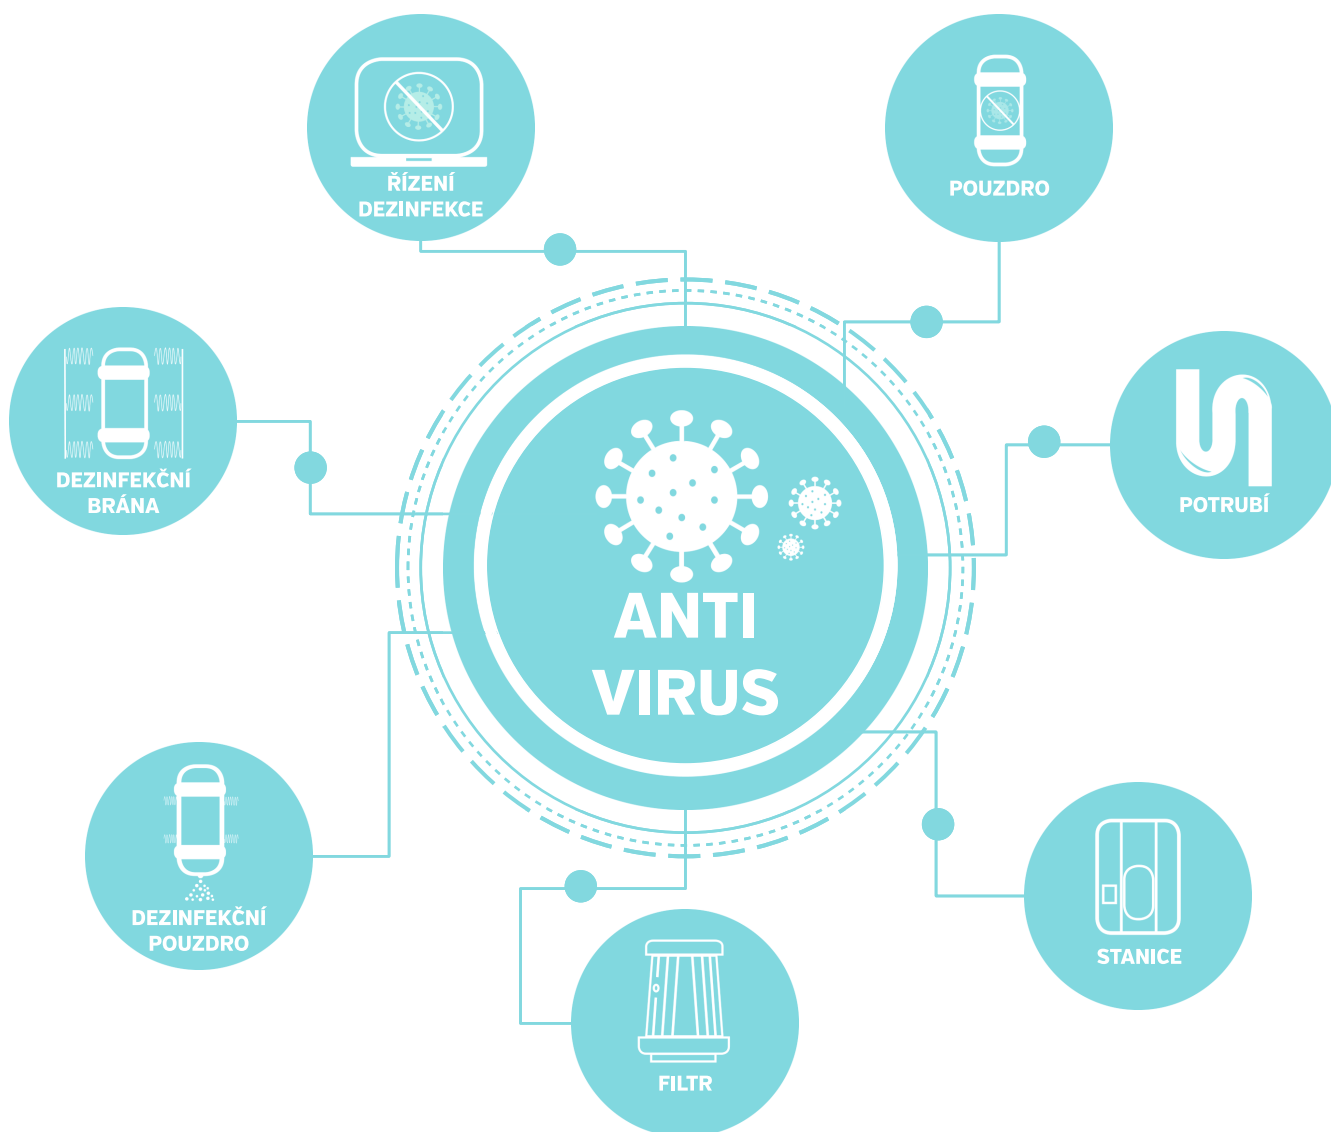 ŘÍZENÍ
DEZINFEKCE
POUZDRO
DEZINFEKČNÍ
BRÁNA
POTRUBÍ
ANTI
VIRUS
DEZINFEKČNÍ
POUZDRO
STANICE
FILTR